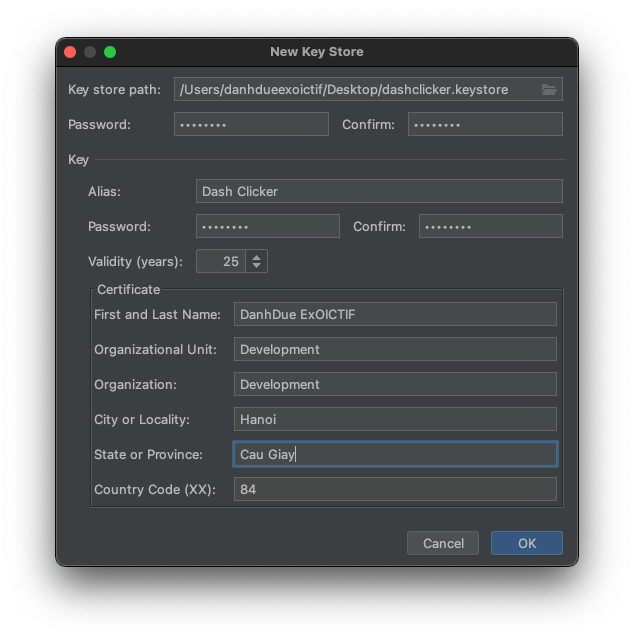 New Key Store
Key store path: /Users/danhdueexoictif/Desktop/dashclicker.keystore
Password: •••••••• Confirm: ••••••••
Key
Alias: Dash Clicker
Password: •••••••• Confirm: ••••••••
Validity (years): 25
Certificate
First and Last Name: DanhDue ExOICTIF
Organizational Unit: Development
Organization: Development
City or Locality: Hanoi
State or Province: Cau Giay
Country Code (XX): 84
Cancel OK